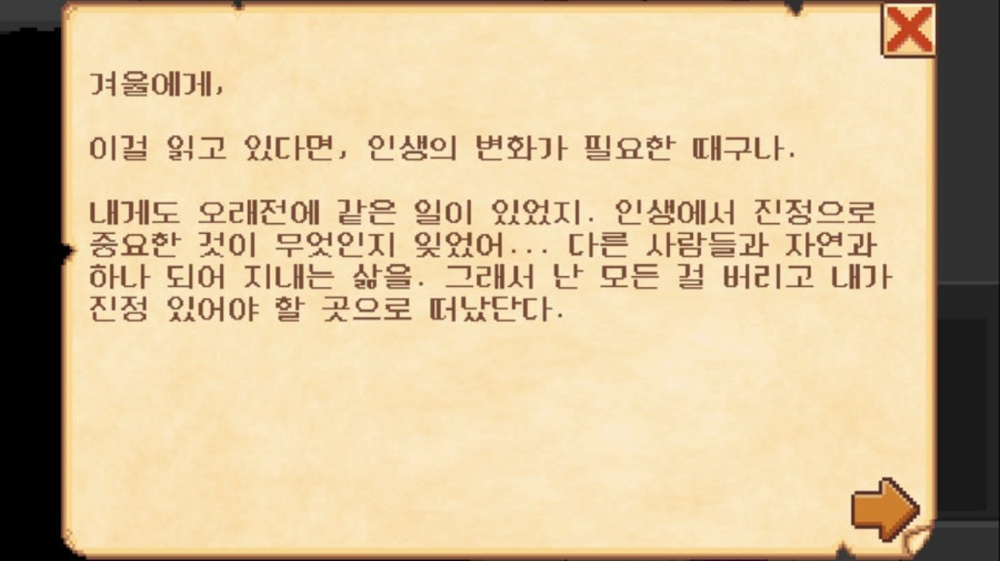 겨울에게,
이걸 읽고 있다면, 인생의 변화가 필요한 때구나.
내게도 오래전에 같은 일이 있었지. 인생에서 진정으로
중요한 것이 무엇인지 잊었어... 다른 사람들과 자연과
하나 되어 지내는 삶을. 그래서 난 모든 걸 버리고 내가
진정 있어야 할 곳으로 떠났단다.